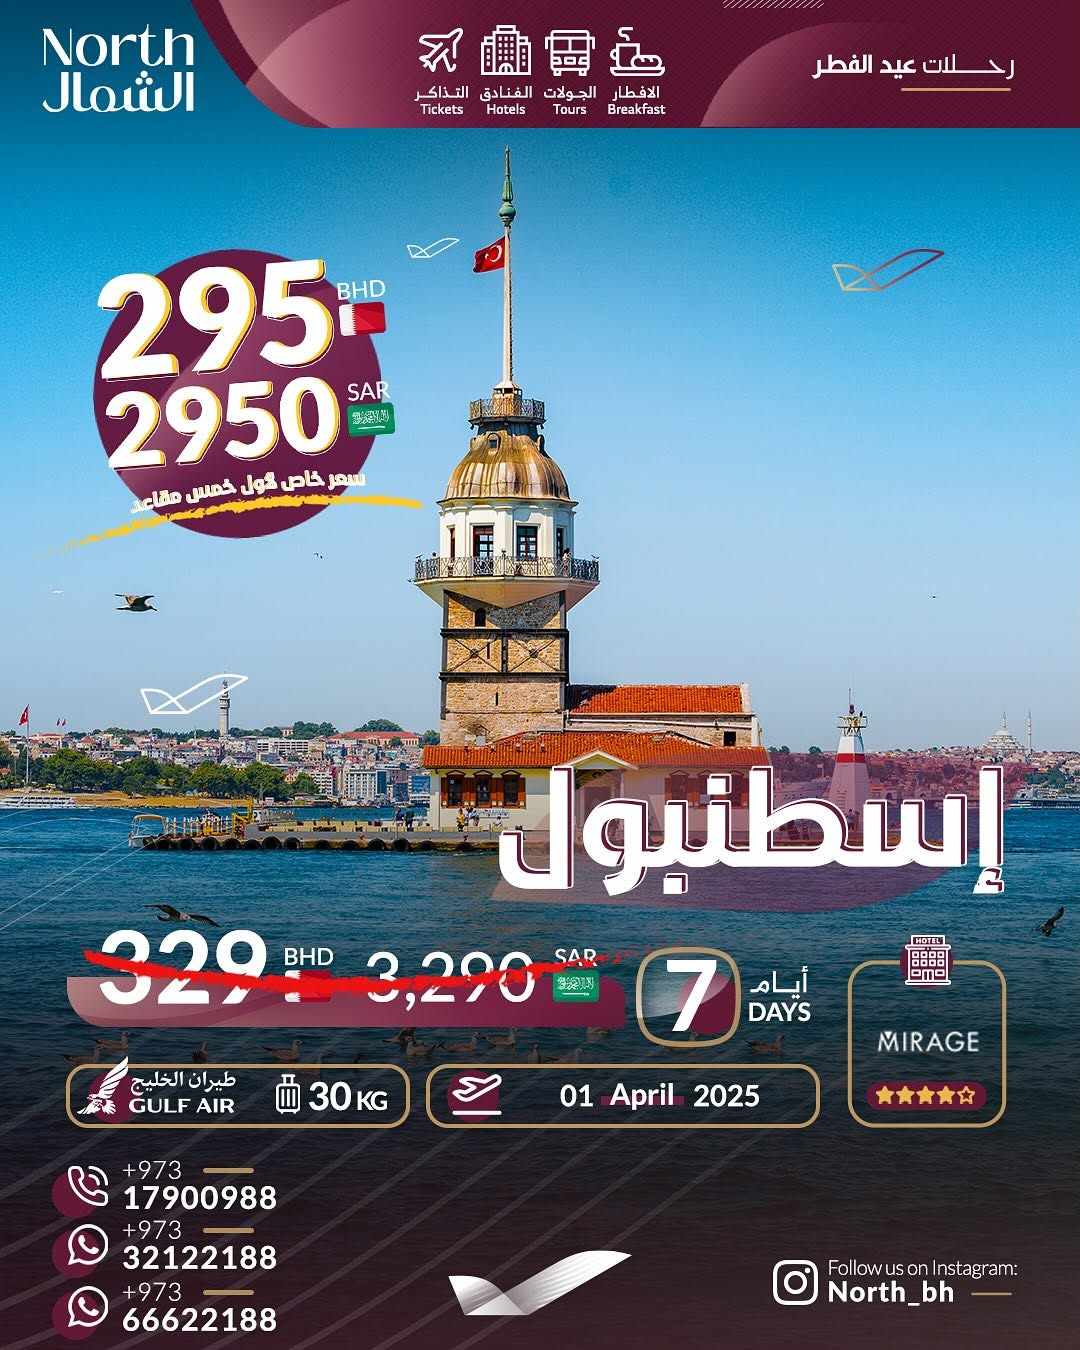 North
الشمال
التذاكر الفنادق الجولات الافطار
Tickets Hotels Tours Breakfast
رحلات عيد الفطر
295 BHD
2950 SAR
سعر خاص لأول خمس مقاعد
إسطنبول
329 BHD 3,290 SAR
7 أيام
DAYS
HOTEL
MIRAGE
طيران الخليج
GULF AIR
30 KG
01 April 2025
+973
17900988
+973
32122188
+973
66622188
Follow us on Instagram:
North_bh